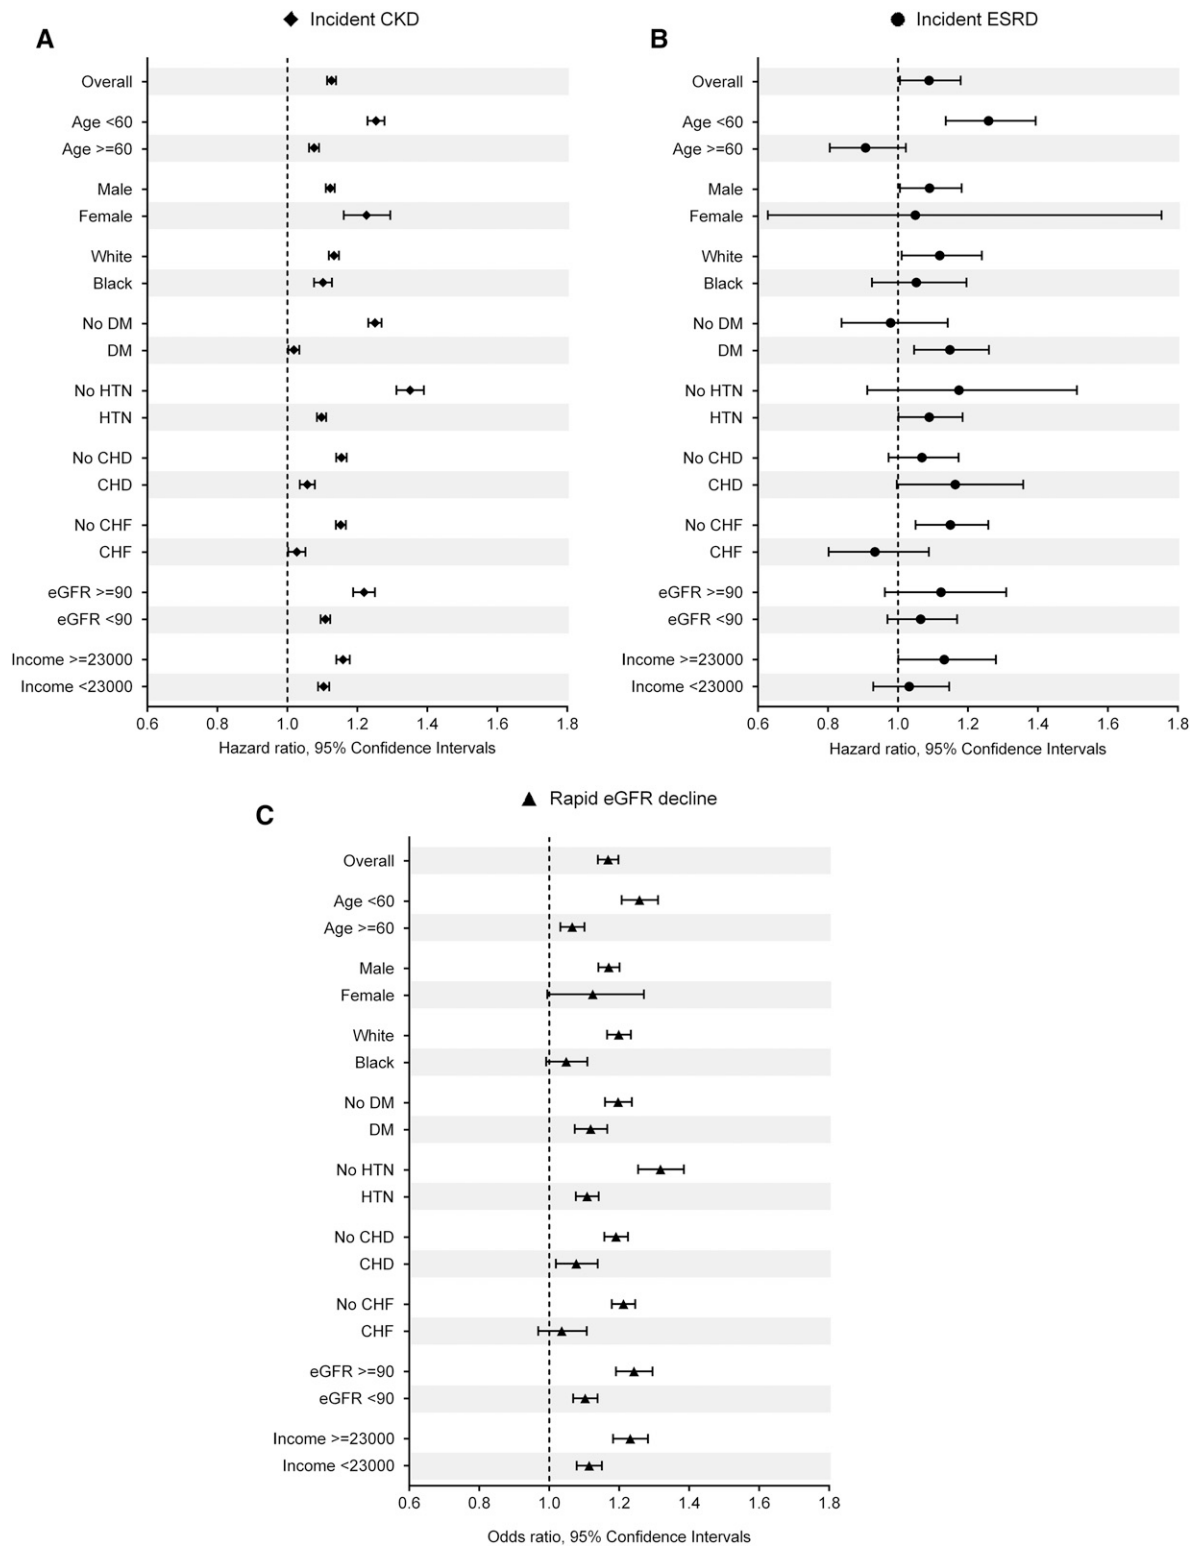 A
◆ Incident CKD
Overall
Age <60
Age >=60
Male
Female
White
Black
No DM
DM
No HTN
HTN
No CHD
CHD
No CHF
CHF
eGFR >=90
eGFR <90
Income >=23000
Income <23000
0.6 0.8 1.0 1.2 1.4 1.6 1.8
Hazard ratio, 95% Confidence Intervals
B
● Incident ESRD
Overall
Age <60
Age >=60
Male
Female
White
Black
No DM
DM
No HTN
HTN
No CHD
CHD
No CHF
CHF
eGFR >=90
eGFR <90
Income >=23000
Income <23000
0.6 0.8 1.0 1.2 1.4 1.6 1.8
Hazard ratio, 95% Confidence Intervals
C
▲ Rapid eGFR decline
Overall
Age <60
Age >=60
Male
Female
White
Black
No DM
DM
No HTN
HTN
No CHD
CHD
No CHF
CHF
eGFR >=90
eGFR <90
Income >=23000
Income <23000
0.6 0.8 1.0 1.2 1.4 1.6 1.8
Odds ratio, 95% Confidence Intervals